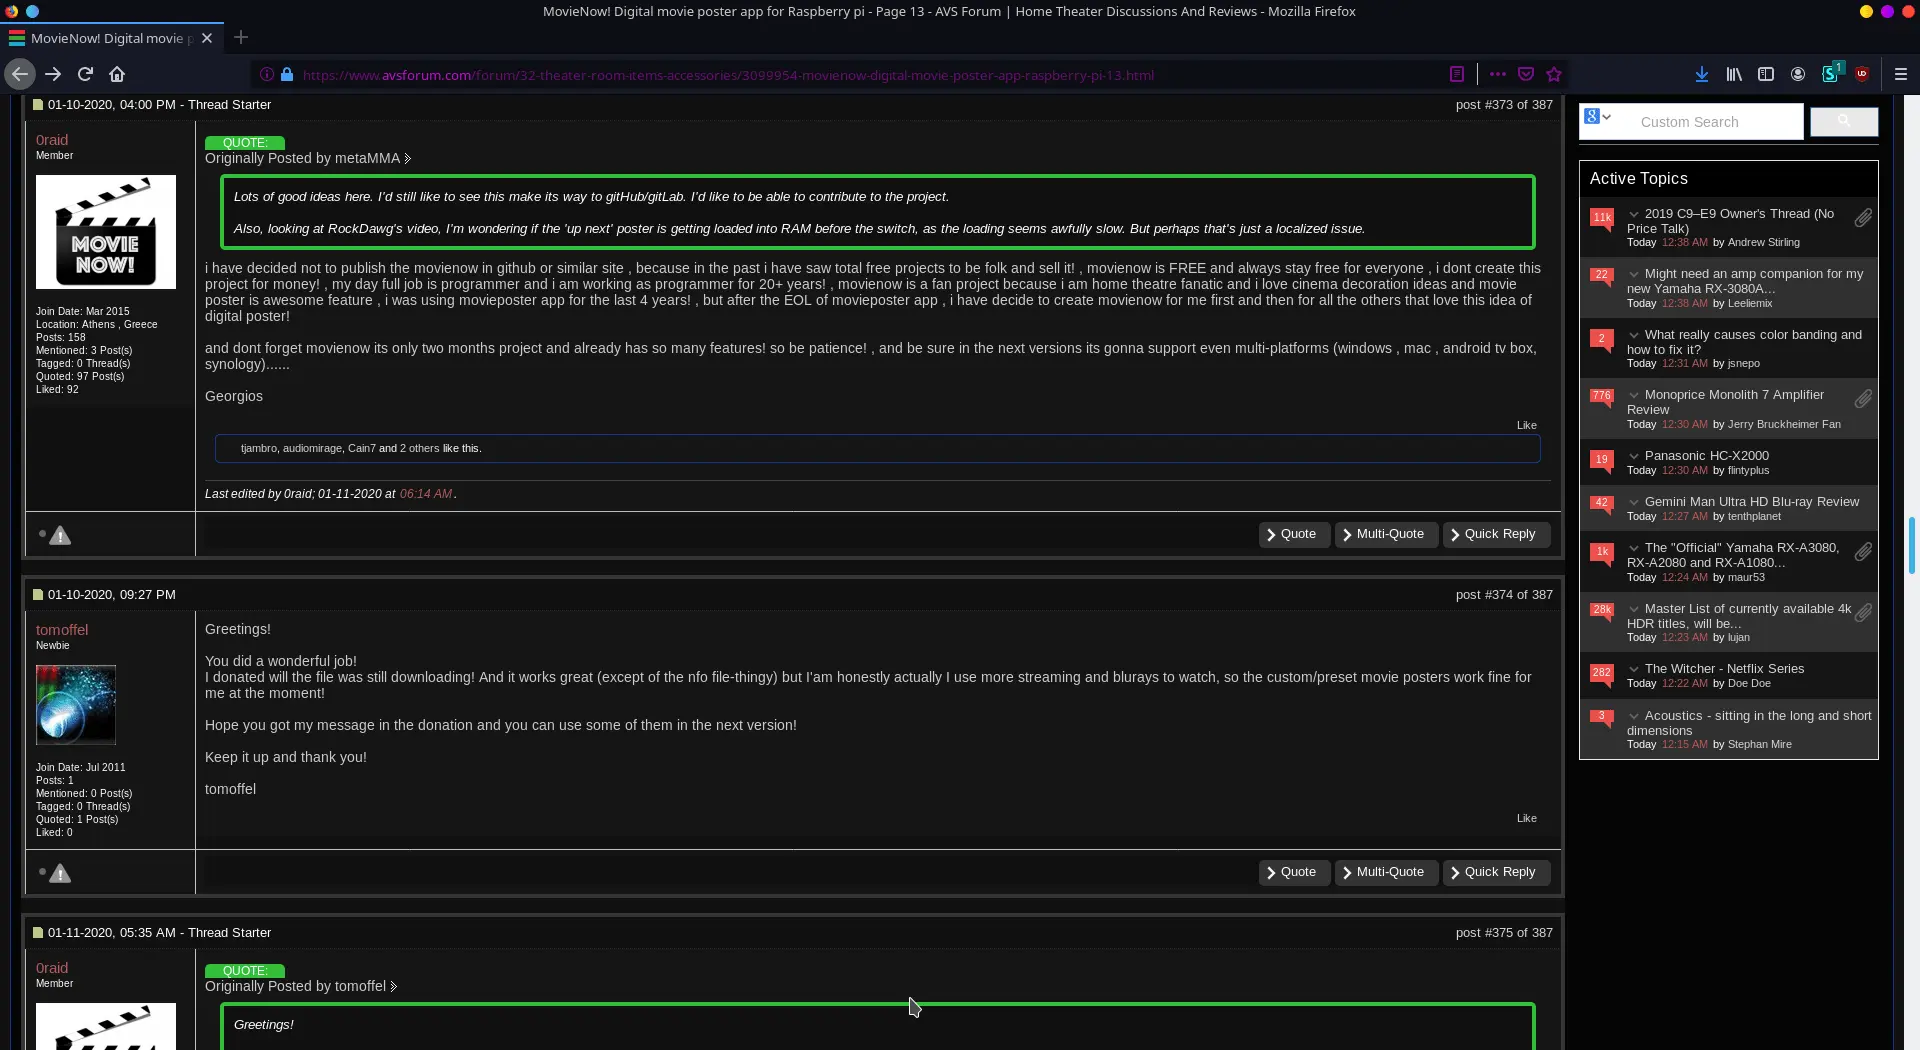 MovieNow! Digital movie poster app for Raspberry pi - Page 13 - AVS Forum | Home Theater Discussions And Reviews - Mozilla Firefox
MovieNow! Digital movie p
https://www.avsforum.com/forum/32-theater-room-items-accessories/3099954-movienow-digital-movie-poster-app-raspberry-pi-13.html
1
01-10-2020, 04:00 PM - Thread Starter
post #373 of 387
0raid
Member
MOVIE
NOW!
Join Date: Mar 2015
Location: Athens , Greece
Posts: 158
Mentioned: 3 Post(s)
Tagged: 0 Thread(s)
Quoted: 97 Post(s)
Liked: 92
QUOTE:
Originally Posted by metaMMA
Lots of good ideas here. I'd still like to see this make its way to gitHub/gitLab. I'd like to be able to contribute to the project.
Also, looking at RockDawg's video, I'm wondering if the 'up next' poster is getting loaded into RAM before the switch, as the loading seems awfully slow. But perhaps that's just a localized issue.
i have decided not to publish the movienow in github or similar site , because in the past i have saw total free projects to be folk and sell it! , movienow is FREE and always stay free for everyone , i dont create this
project for money! , my day full job is programmer and i am working as programmer for 20+ years! , movienow is a fan project because i am home theatre fanatic and i love cinema decoration ideas and movie
poster is awesome feature , i was using movieposter app for the last 4 years! , but after the EOL of movieposter app , i have decide to create movienow for me first and then for all the others that love this idea of
digital poster!
and dont forget movienow its only two months project and already has so many features! so be patience! , and be sure in the next versions its gonna support even multi-platforms (windows , mac , android tv box,
synology)......
Georgios
Like
tjambro, audiomirage, Cain7 and 2 others like this.
Last edited by 0raid; 01-11-2020 at 06:14 AM.
Quote
Multi-Quote
Quick Reply
01-10-2020, 09:27 PM
post #374 of 387
tomoffel
Newbie
Join Date: Jul 2011
Posts: 1
Mentioned: 0 Post(s)
Tagged: 0 Thread(s)
Quoted: 1 Post(s)
Liked: 0
Greetings!
You did a wonderful job!
I donated will the file was still downloading! And it works great (except of the nfo file-thingy) but I'am honestly actually I use more streaming and blurays to watch, so the custom/preset movie posters work fine for
me at the moment!
Hope you got my message in the donation and you can use some of them in the next version!
Keep it up and thank you!
tomoffel
Like
Quote
Multi-Quote
Quick Reply
01-11-2020, 05:35 AM - Thread Starter
post #375 of 387
0raid
Member
QUOTE:
Originally Posted by tomoffel
Greetings!
8
Custom Search
Active Topics
11k
2019 C9–E9 Owner's Thread (No
Price Talk)
Today 12:38 AM by Andrew Stirling
22
Might need an amp companion for my
new Yamaha RX-3080A...
Today 12:38 AM by Leeliemix
2
What really causes color banding and
how to fix it?
Today 12:31 AM by jsnepo
776
Monoprice Monolith 7 Amplifier
Review
Today 12:30 AM by Jerry Bruckheimer Fan
19
Panasonic HC-X2000
Today 12:30 AM by flintyplus
42
Gemini Man Ultra HD Blu-ray Review
Today 12:27 AM by tenthplanet
1k
The "Official" Yamaha RX-A3080,
RX-A2080 and RX-A1080...
Today 12:24 AM by maur53
28k
Master List of currently available 4k
HDR titles, will be...
Today 12:23 AM by lujan
282
The Witcher - Netflix Series
Today 12:22 AM by Doe Doe
3
Acoustics - sitting in the long and short
dimensions
Today 12:15 AM by Stephan Mire